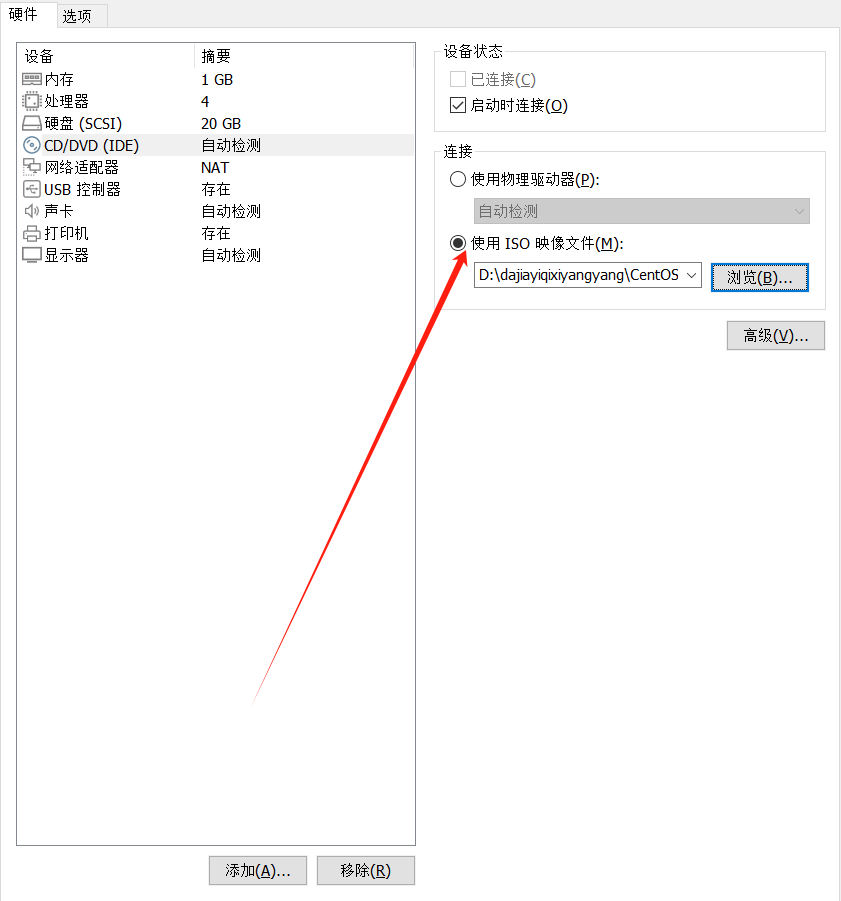 硬件 选项
设备 摘要
内存 1 GB
处理器 4
硬盘 (SCSI) 20 GB
CD/DVD (IDE) 自动检测
网络适配器 NAT
USB 控制器 存在
声卡 自动检测
打印机 存在
显示器 自动检测
添加(A)... 移除(R)
设备状态
已连接(C)
启动时连接(O)
连接
使用物理驱动器(P):
自动检测
使用 ISO 映像文件(M):
D:\dajiayiqixiyangyang\CentOS 浏览(B)...
高级(V)...